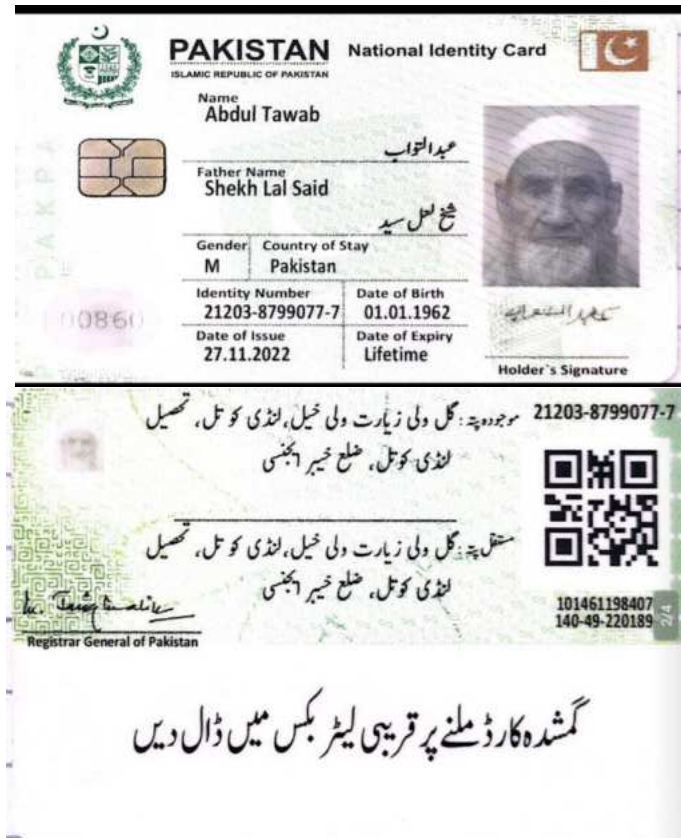 PAKISTAN National Identity Card
ISLAMIC REPUBLIC OF PAKISTAN
Name
Abdul Tawab
عبدالتواب
Father Name
Shekh Lal Said
شیخ لعل سید
Gender Country of Stay
M Pakistan
Identity Number Date of Birth
21203-8799077-7 01.01.1962
00860
Date of Issue Date of Expiry
27.11.2022 Lifetime
Holder`s Signature
21203-8799077-7
موجودہ پتہ: گل ولی زیارت ولی خیل، لنڈی کوتل، تحصیل
لنڈی کوتل، ضلع خیبر ایجنسی
مستقل پتہ: گل ولی زیارت ولی خیل، لنڈی کوتل، تحصیل
لنڈی کوتل، ضلع خیبر ایجنسی
101461198407
140-49-220189
2/4
Registrar General of Pakistan
گمشدہ کارڈ ملنے پر قریبی لیٹر بکس میں ڈال دیں